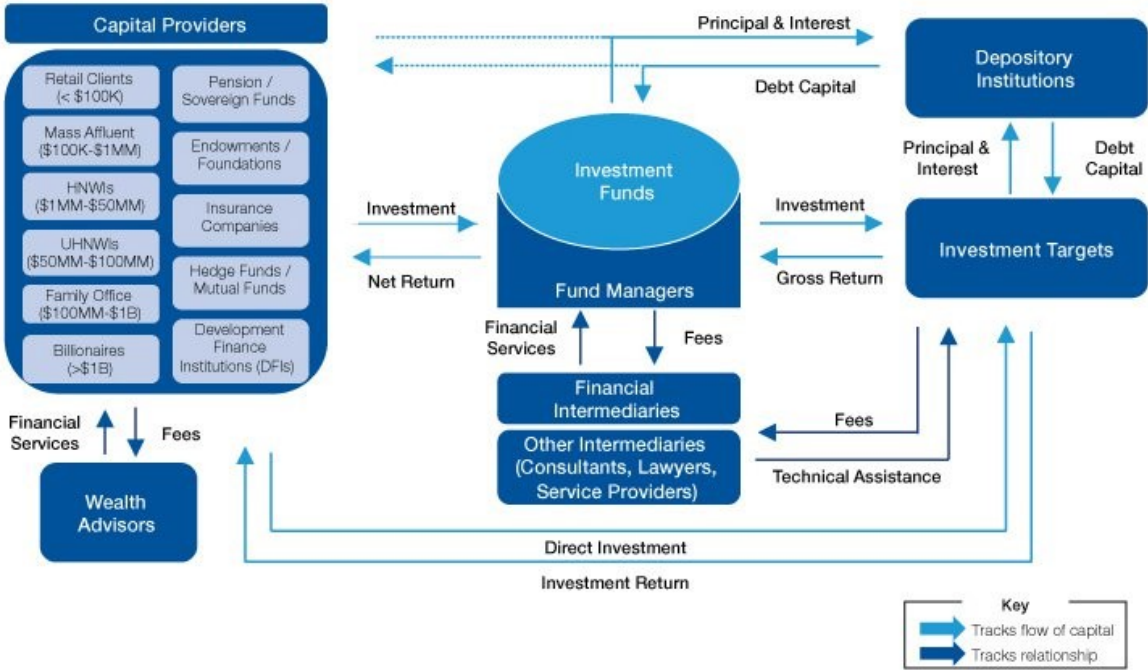 Capital Providers
Retail Clients
(< $100K)
Mass Affluent
($100K-$1MM)
HNWIs
($1MM-$50MM)
UHNWIs
($50MM-$100MM)
Family Office
($100MM-$1B)
Billionaires
(>$1B)
Pension /
Sovereign Funds
Endowments /
Foundations
Insurance
Companies
Hedge Funds /
Mutual Funds
Development
Finance
Institutions (DFIs)
Financial
Services
Fees
Wealth
Advisors
Principal & Interest
Debt Capital
Investment
Net Return
Investment
Funds
Fund Managers
Financial
Services
Fees
Financial
Intermediaries
Other Intermediaries
(Consultants, Lawyers,
Service Providers)
Investment
Gross Return
Depository
Institutions
Principal &
Interest
Debt
Capital
Investment Targets
Fees
Technical Assistance
Direct Investment
Investment Return
Key
Tracks flow of capital
Tracks relationship